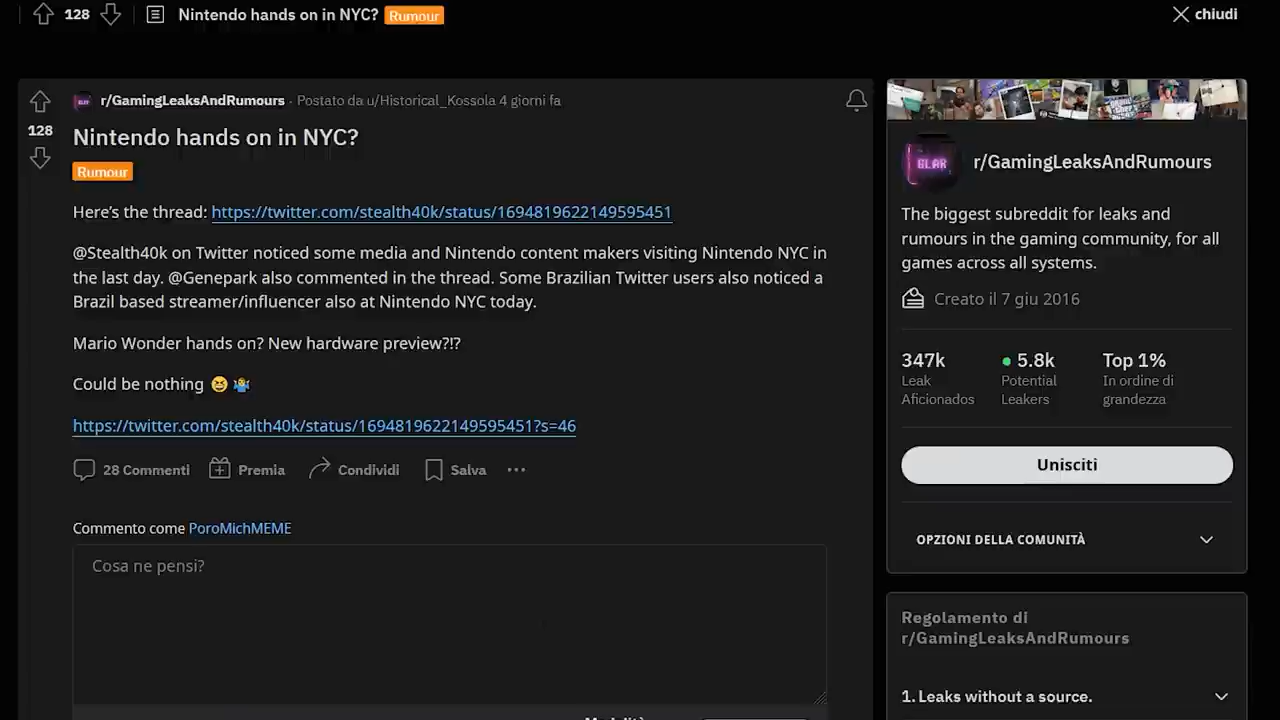 128 Nintendo hands on in NYC? Rumour chiudi
r/GamingLeaksAndRumours · Postato da u/Historical_Kossola 4 giorni fa
128
Nintendo hands on in NYC?
Rumour
Here’s the thread: https://twitter.com/stealth40k/status/1694819622149595451
@Stealth40k on Twitter noticed some media and Nintendo content makers visiting Nintendo NYC in
the last day. @Genepark also commented in the thread. Some Brazilian Twitter users also noticed a
Brazil based streamer/influencer also at Nintendo NYC today.
Mario Wonder hands on? New hardware preview?!?
Could be nothing 😆 🤷
https://twitter.com/stealth40k/status/1694819622149595451?s=46
28 Commenti Premia Condividi Salva ···
Commento come PoroMichMEME
Cosa ne pensi?
GLAR r/GamingLeaksAndRumours
The biggest subreddit for leaks and
rumours in the gaming community, for all
games across all systems.
Creato il 7 giu 2016
347k 5.8k Top 1%
Leak Potential In ordine di
Aficionados Leakers grandezza
Unisciti
OPZIONI DELLA COMUNITÀ
Regolamento di
r/GamingLeaksAndRumours
1. Leaks without a source.